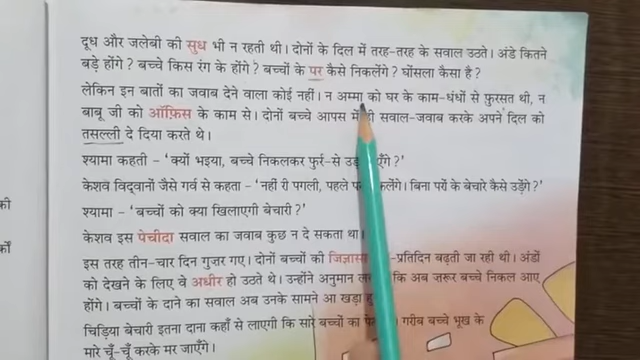 दूध और जलेबी की सुध भी न रहती थी। दोनों के दिल में तरह-तरह के सवाल उठते। अंडे कितने
बड़े होंगे? बच्चे किस रंग के होंगे? बच्चों के पर कैसे निकलेंगे? घोंसला कैसा है?
लेकिन इन बातों का जवाब देने वाला कोई नहीं। न अम्मा को घर के काम-धंधों से फ़ुरसत थी, न
बाबू जी को ऑफ़िस के काम से। दोनों बच्चे आपस में ही सवाल-जवाब करके अपने दिल को
तसल्ली दे दिया करते थे।
श्यामा कहती – 'क्यों भइया, बच्चे निकलकर फुर्र-से
केशव विद्वानों जैसे गर्व से कहता – 'नहीं री पगली, पहले बिना परों के बेचारे कैसे उड़ेंगे?'
श्यामा – 'बच्चों को क्या खिलाएगी बेचारी?'
केशव इस पेचीदा सवाल का जवाब कुछ न दे सकता था।
इस तरह तीन-चार दिन गुज़र गए। दोनों बच्चों की जिज्ञासा -प्रतिदिन बढ़ती जा रही थी। अंडों
को देखने के लिए वे अधीर हो उठते थे। उन्होंने अनुमान कि अब ज़रूर बच्चे निकल आए
होंगे। बच्चों के दाने का सवाल अब उनके सामने आ खड़ा
चिड़िया बेचारी इतना दाना कहाँ से लाएगी कि सारे बच्चों का गरीब बच्चे भूख के
मारे चूँ-चूँ करके मर जाएँगे।
की